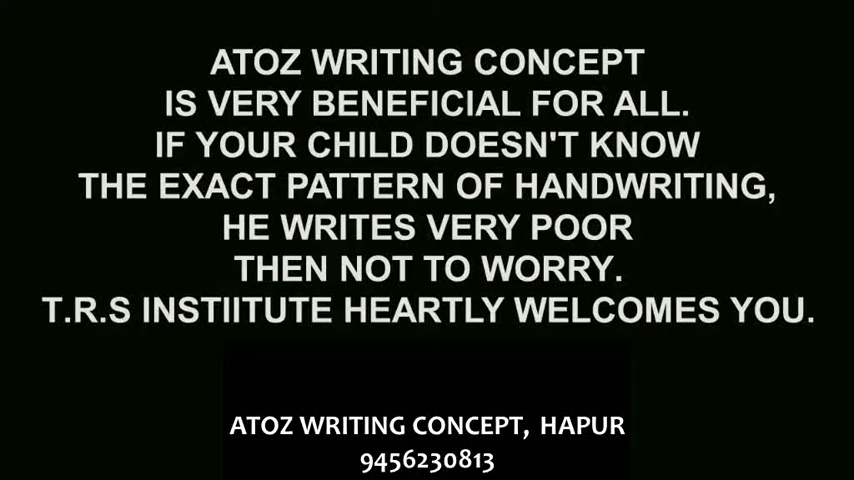 ATOZ WRITING CONCEPT
IS VERY BENEFICIAL FOR ALL.
IF YOUR CHILD DOESN'T KNOW
THE EXACT PATTERN OF HANDWRITING,
HE WRITES VERY POOR
THEN NOT TO WORRY.
T.R.S INSTIITUTE HEARTLY WELCOMES YOU.
ATOZ WRITING CONCEPT, HAPUR
9456230813